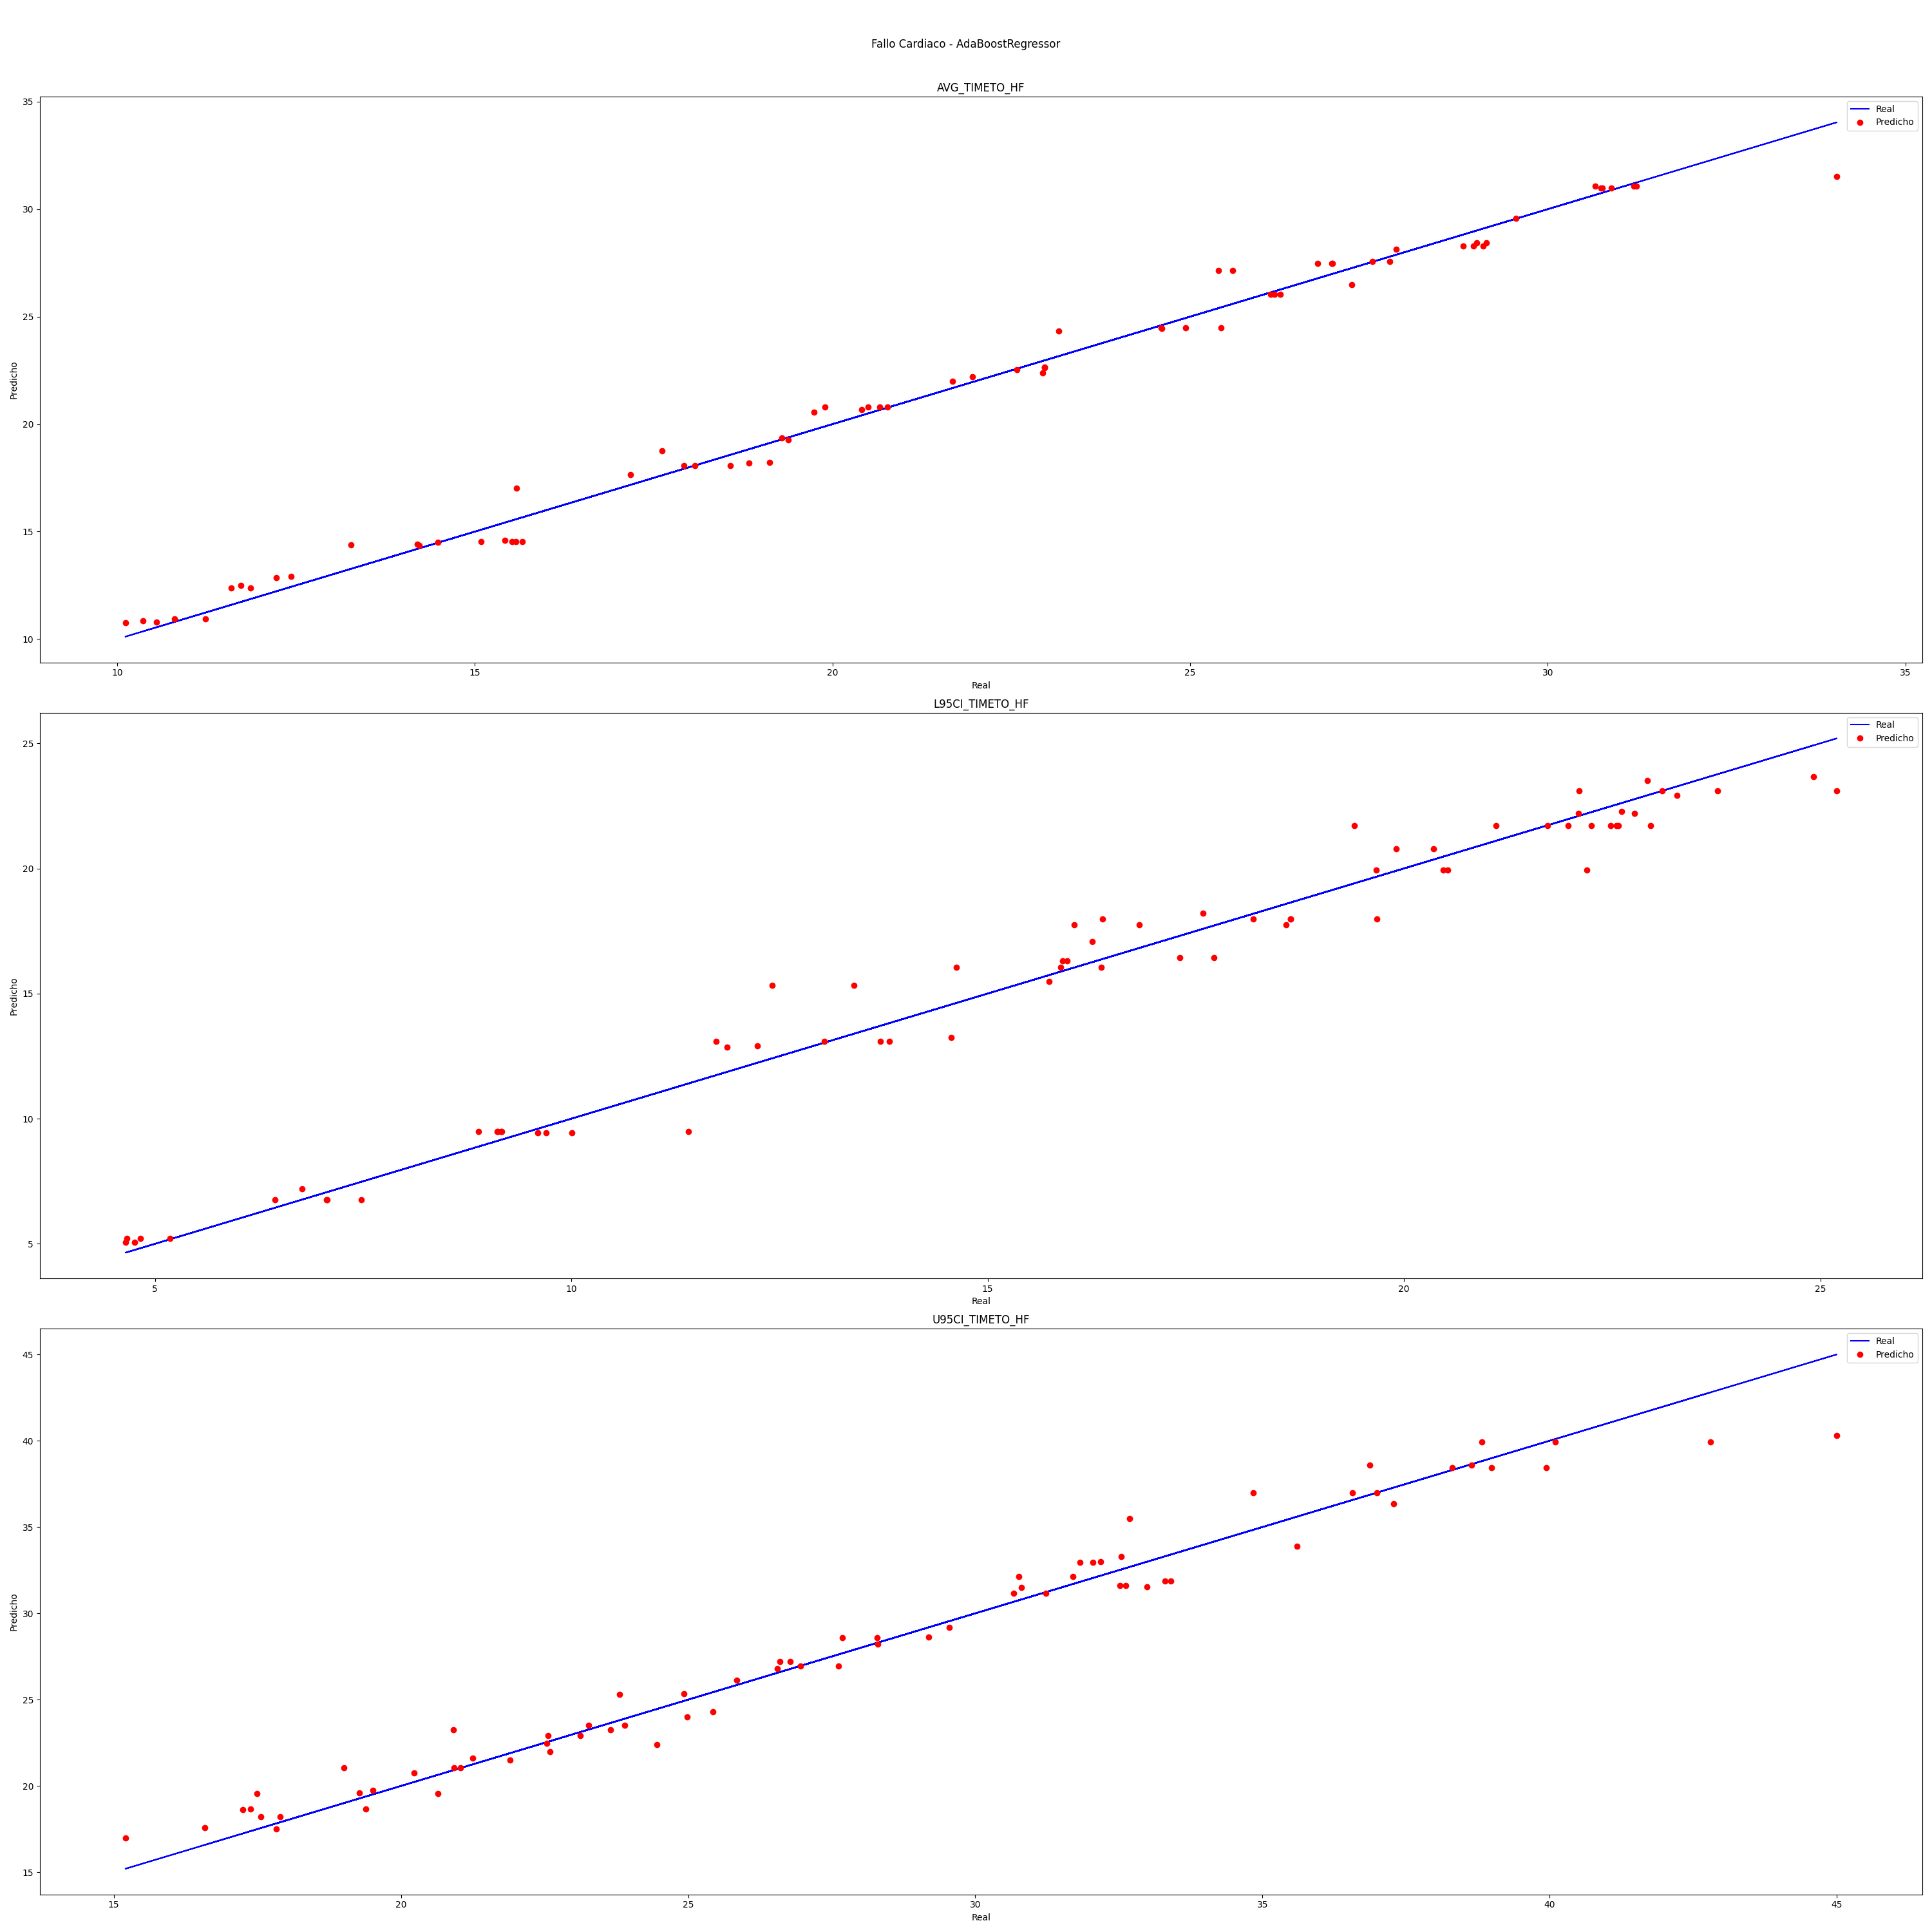 Fallo Cardiaco - AdaBoostRegressor
AVG_TIMETO_HF
35
30
25
20
15
10
Predicho
Real
Predicho
10 15 20 25 30 35
Real
L95CI_TIMETO_HF
25
20
15
10
5
Predicho
Real
Predicho
5 10 15 20 25
Real
U95CI_TIMETO_HF
45
40
35
30
25
20
15
Predicho
Real
Predicho
15 20 25 30 35 40 45
Real